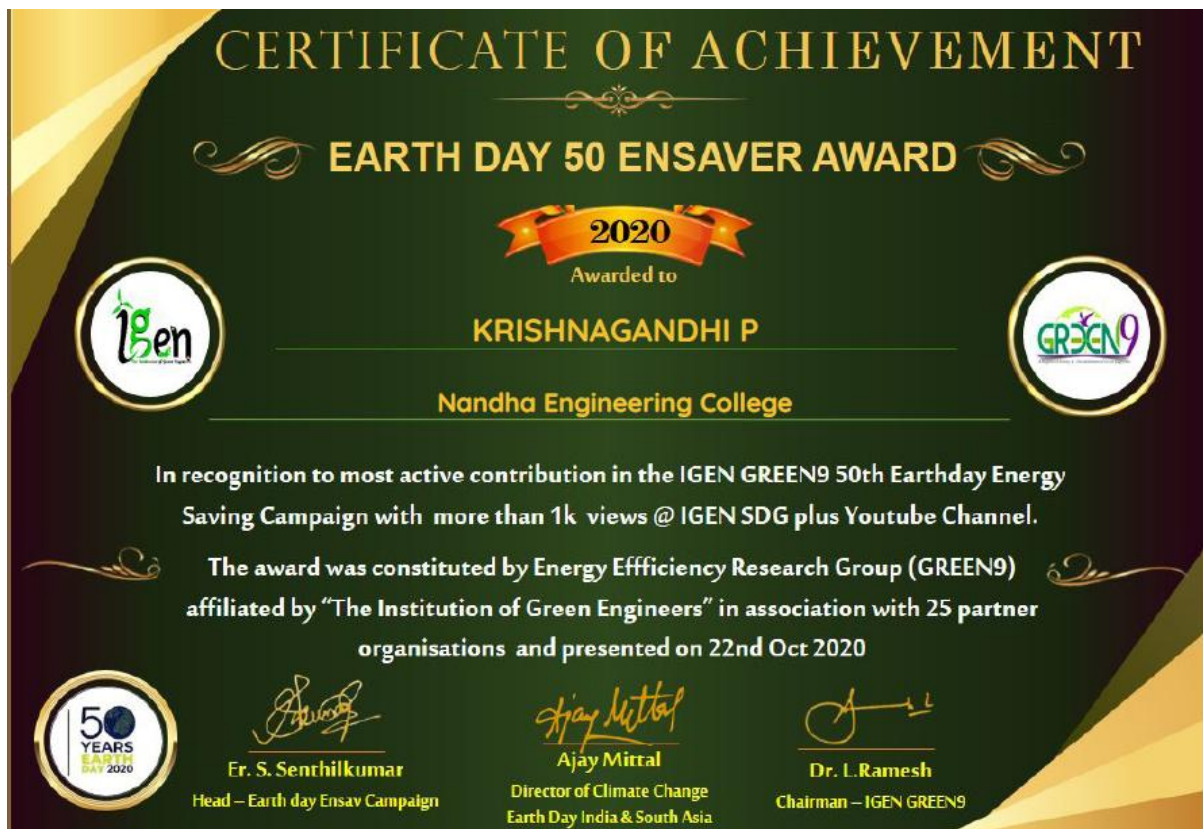 CERTIFICATE OF ACHIEVEMENT
EARTH DAY 50 ENSAVER AWARD
2020
Awarded to
igen
GREEN9
KRISHNAGANDHI P
Nandha Engineering College
In recognition to most active contribution in the IGEN GREEN9 50th Earthday Energy
Saving Campaign with more than 1k views @ IGEN SDG plus Youtube Channel.
The award was constituted by Energy Effficiency Research Group (GREEN9)
affiliated by “The Institution of Green Engineers” in association with 25 partner
organisations and presented on 22nd Oct 2020
50
YEARS
EARTH
DAY 2020
Ajay Mittal
Er. S. Senthilkumar
Head – Earth day Ensav Campaign
Ajay Mittal
Director of Climate Change
Earth Day India & South Asia
Dr. L.Ramesh
Chairman – IGEN GREEN9